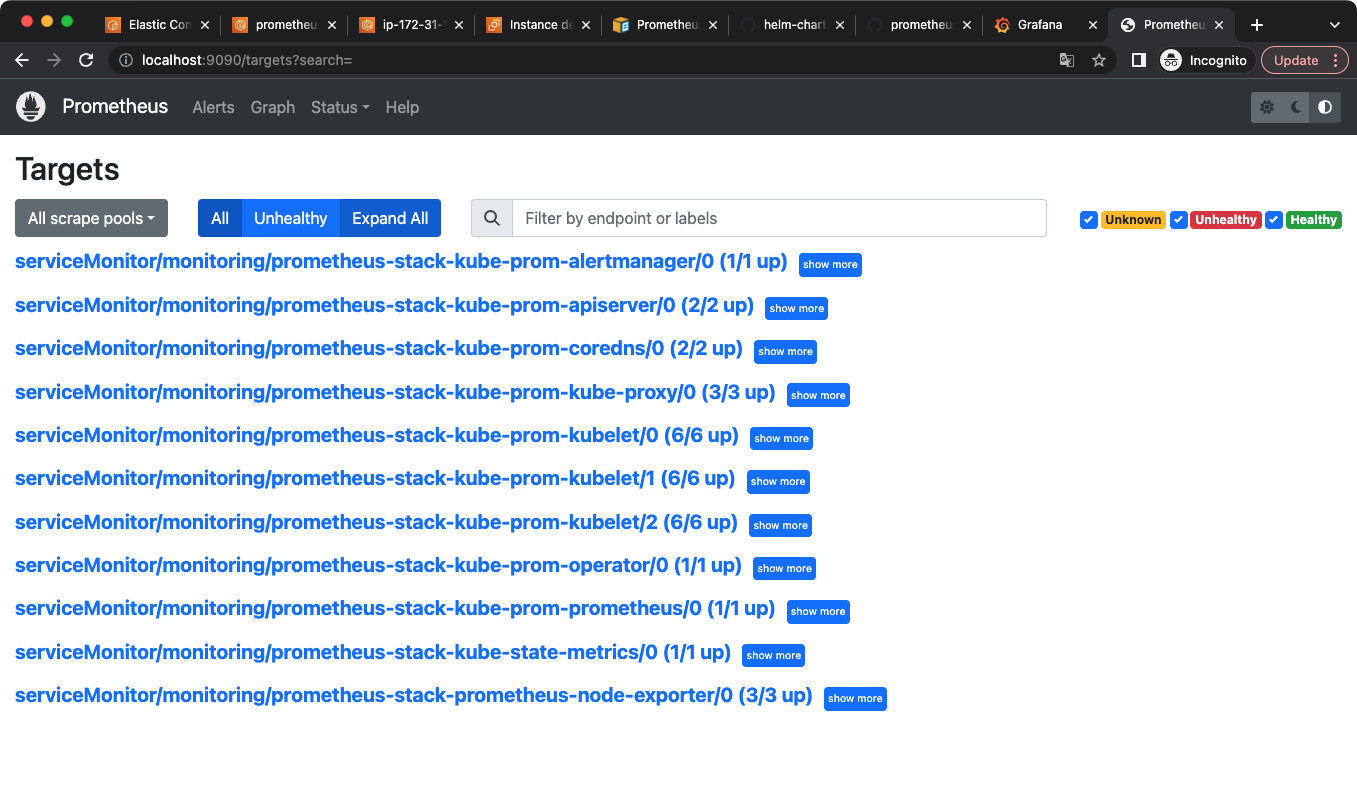 Elastic Con
prometheu
ip-172-31-1
Instance de
Prometheu
helm-chart
prometheu
Grafana
Prometheu
localhost:9090/targets?search=
Incognito
Update
Prometheus Alerts Graph Status Help
Targets
All scrape pools
All Unhealthy Expand All
Filter by endpoint or labels
Unknown Unhealthy Healthy
serviceMonitor/monitoring/prometheus-stack-kube-prom-alertmanager/0 (1/1 up) show more
serviceMonitor/monitoring/prometheus-stack-kube-prom-apiserver/0 (2/2 up) show more
serviceMonitor/monitoring/prometheus-stack-kube-prom-coredns/0 (2/2 up) show more
serviceMonitor/monitoring/prometheus-stack-kube-prom-kube-proxy/0 (3/3 up) show more
serviceMonitor/monitoring/prometheus-stack-kube-prom-kubelet/0 (6/6 up) show more
serviceMonitor/monitoring/prometheus-stack-kube-prom-kubelet/1 (6/6 up) show more
serviceMonitor/monitoring/prometheus-stack-kube-prom-kubelet/2 (6/6 up) show more
serviceMonitor/monitoring/prometheus-stack-kube-prom-operator/0 (1/1 up) show more
serviceMonitor/monitoring/prometheus-stack-kube-prom-prometheus/0 (1/1 up) show more
serviceMonitor/monitoring/prometheus-stack-kube-state-metrics/0 (1/1 up) show more
serviceMonitor/monitoring/prometheus-stack-prometheus-node-exporter/0 (3/3 up) show more